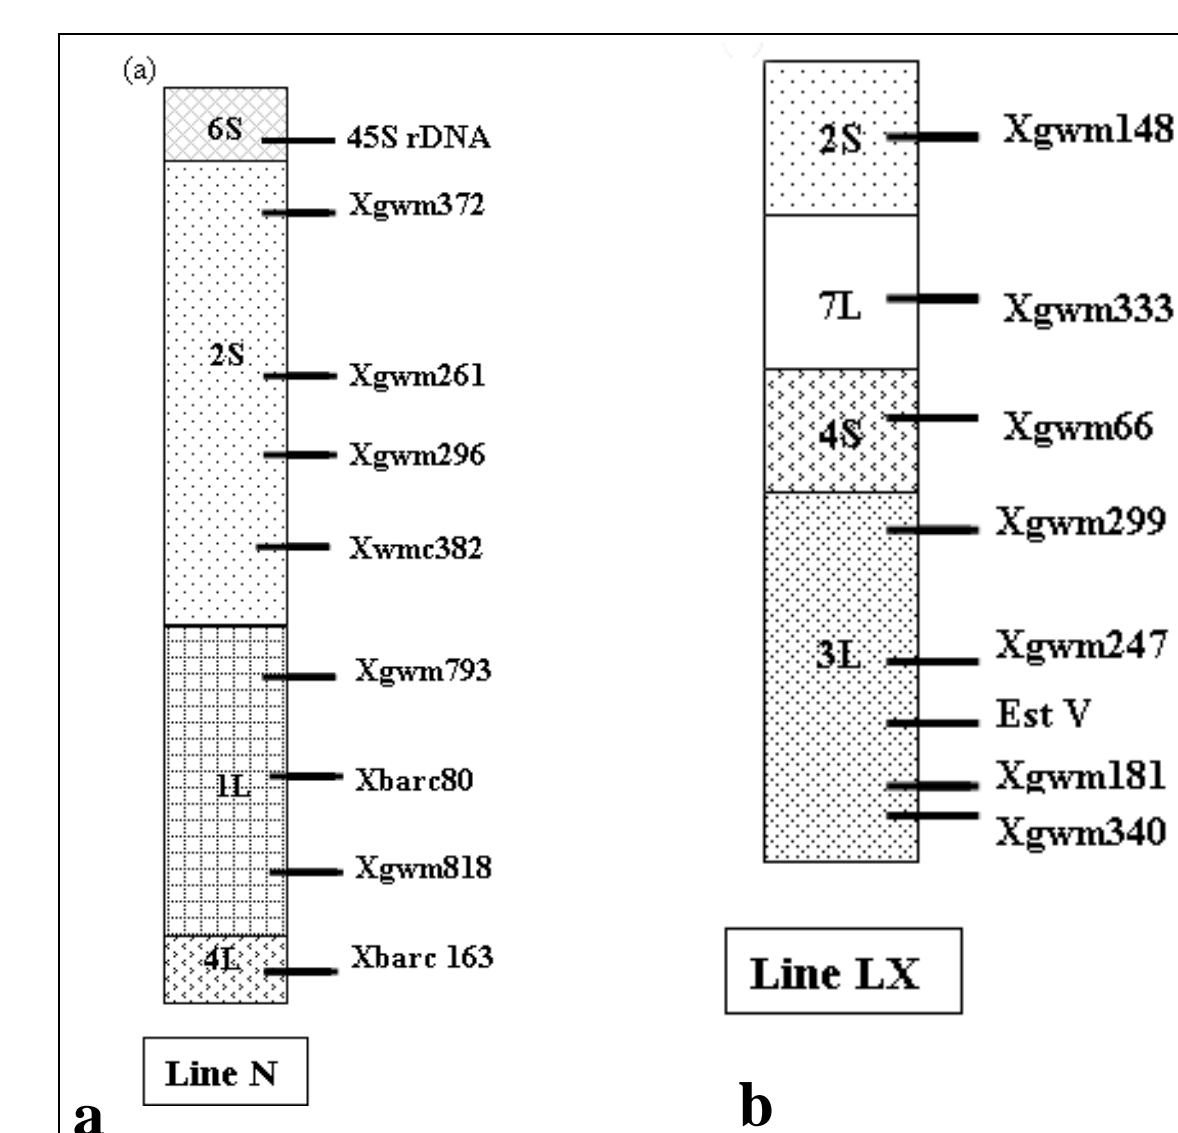 (a)
6S
45S rDNA
Xgwm372
2S
Xgwm261
Xgwm296
Xwmc382
Xgwm793
1L
Xbarc80
Xgwm818
4L
Xbarc 163
Line N
a
2S
Xgwm148
7L
Xgwm333
4S
Xgwm66
Xgwm299
3L
Xgwm247
Est V
Xgwm181
Xgwm340
Line LX
b